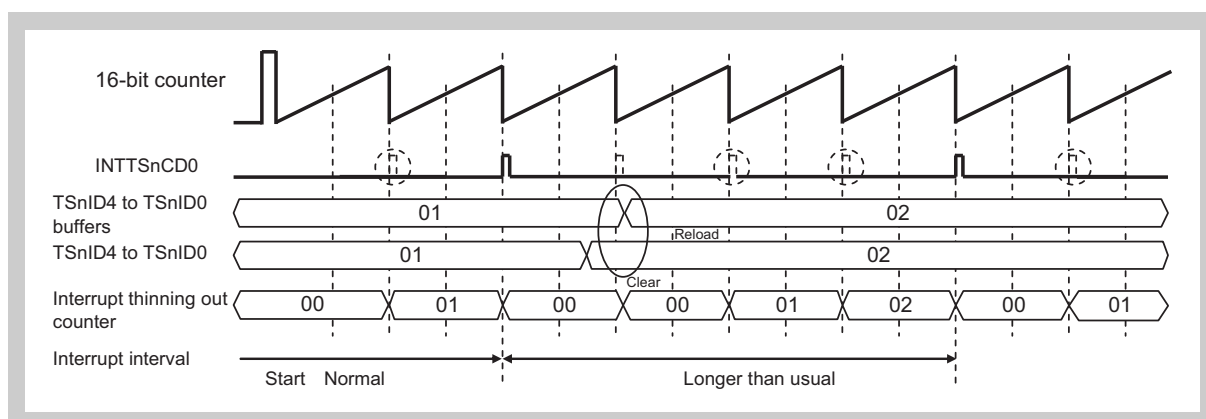 16-bit counter
INTTSnCD0
TSnID4 to TSnID0
buffers
01
02
Reload
TSnID4 to TSnID0
01
02
Clear
Interrupt thinning out
counter
00
01
00
00
01
02
00
01
Interrupt interval
Start
Normal
Longer than usual